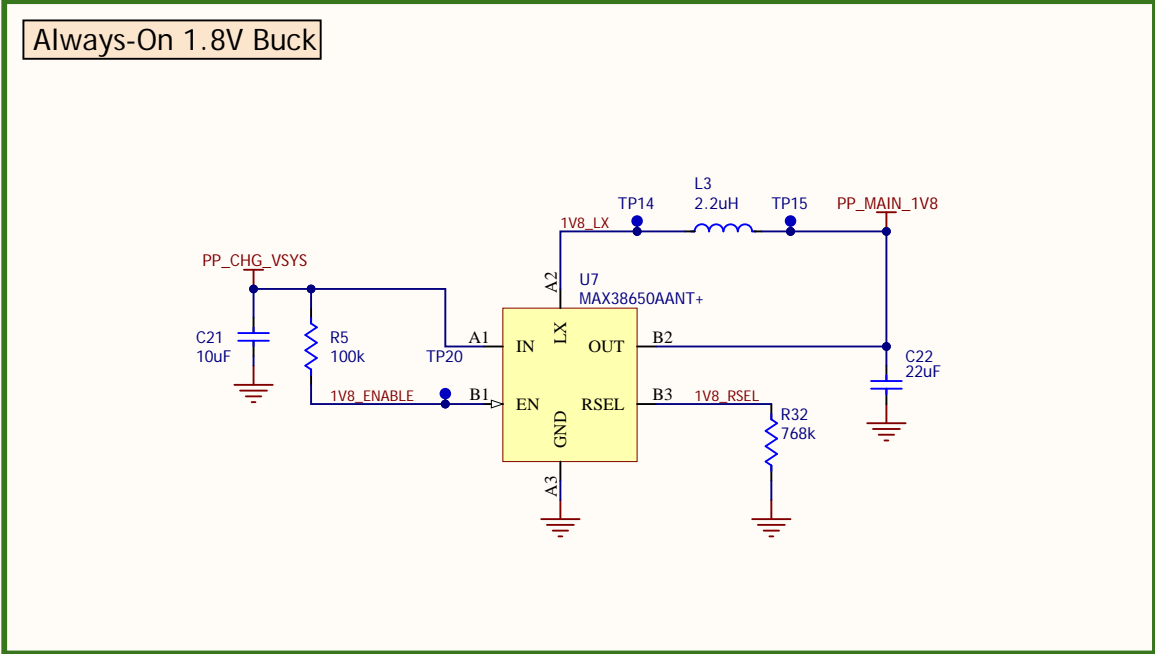 Always-On 1.8V Buck
L3
TP14
2.2uH
TP15
PP_MAIN_1V8
1V8_LX
PP_CHG_VSYS
A2
U7
MAX38650AANT+
C21
10uF
R5
100k
TP20
A1
IN
LX
OUT
B2
C22
22uF
1V8_ENABLE
B1
EN
GND
RSEL
B3
1V8_RSEL
R32
768k
A3